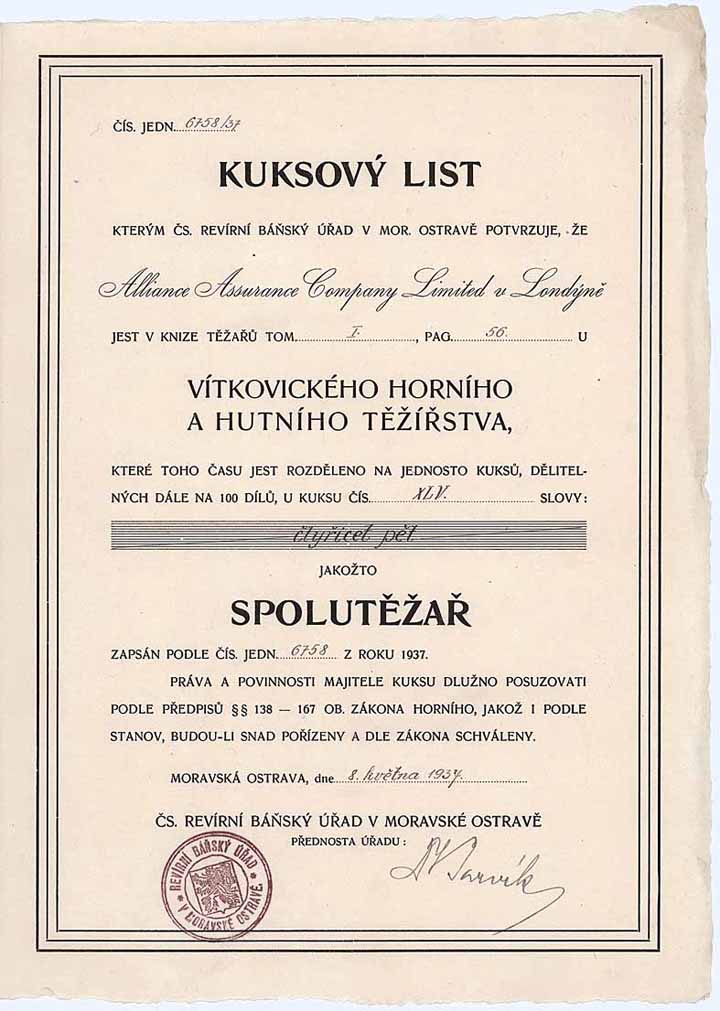 ČÍS. JEDN. 6758/37
KUKSOVÝ LIST
KTERÝM ČS. REVÍRNÍ BÁŇSKÝ ÚŘAD V MOR. OSTRAVĚ POTVRZUJE, ŽE
Alliance Assurance Company Limited v Londýně
JEST V KNIZE TĚŽAŘŮ TOM. I. , PAG. 56. U
VÍTKOVICKÉHO HORNÍHO
A HUTNÍHO TĚŽÍŘSTVA,
KTERÉ TOHO ČASU JEST ROZDĚLENO NA JEDNOSTO KUKSŮ, DĚLITEL-
NÝCH DÁLE NA 100 DÍLŮ, U KUKSU ČÍS. XLV. SLOVY:
čtyřicet pět
JAKOŽTO
SPOLUTĚŽAŘ
ZAPSÁN PODLE ČÍS. JEDN. 6758 Z ROKU 1937.
PRÁVA A POVINNOSTI MAJITELE KUKSU DLUŽNO POSUZOVATI
PODLE PŘEDPISŮ §§ 138 — 167 OB. ZÁKONA HORNÍHO, JAKOŽ I PODLE
STANOV, BUDOU-LI SNAD POŘÍZENY A DLE ZÁKONA SCHVÁLENY.
MORAVSKÁ OSTRAVA, dne 8. května 1937.
ČS. REVÍRNÍ BÁŇSKÝ ÚŘAD V MORAVSKÉ OSTRAVĚ
PŘEDNOSTA ÚŘADU:
REVÍRNÍ BÁŇSKÝ ÚŘAD
V MORAVSKÉ OSTRAVĚ